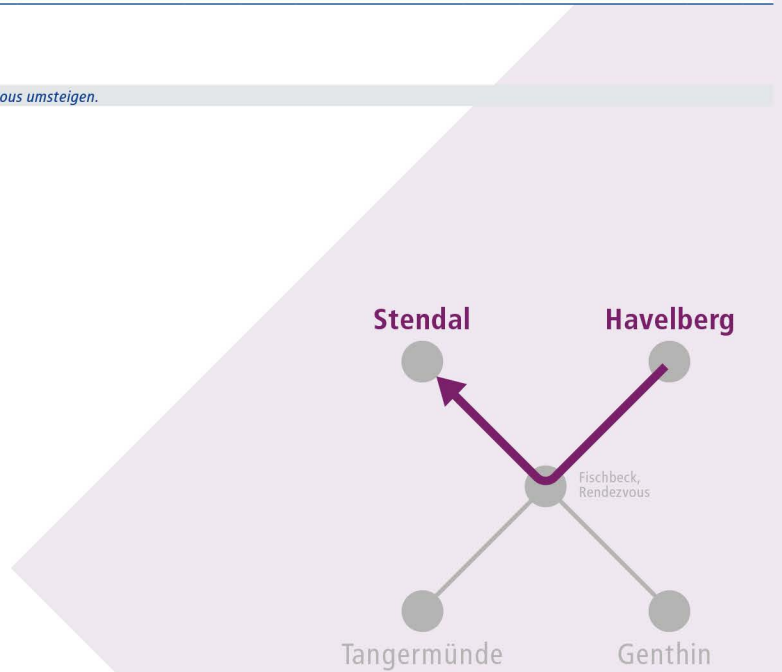 ous umsteigen.
Stendal
Havelberg
Fischbeck,
Rendezvous
Tangermünde
Genthin